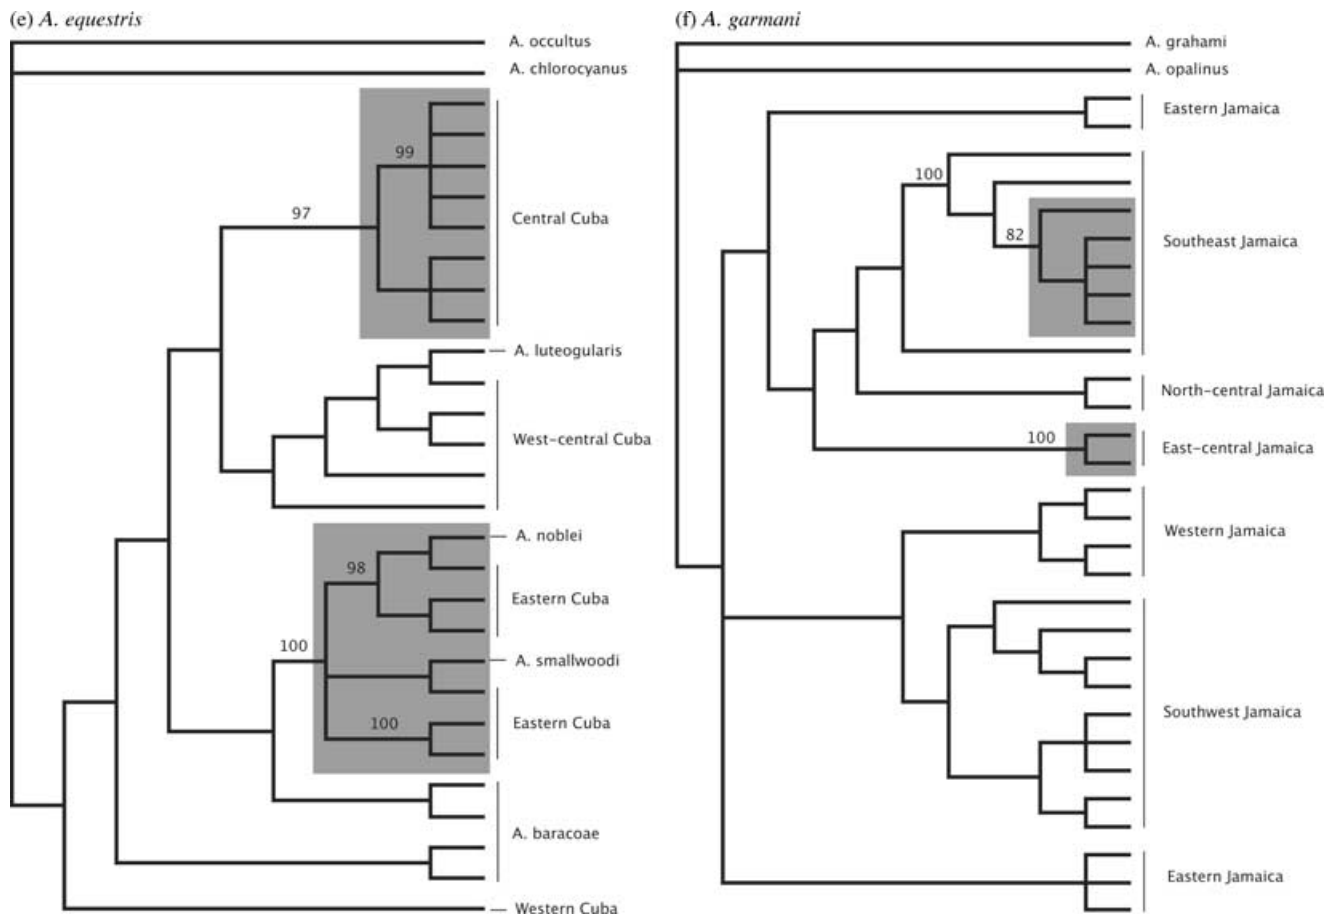 (e) A. equestris
A. occultus
A. chlorocyanus
99
97
Central Cuba
A. luteogularis
West-central Cuba
A. noblei
98
Eastern Cuba
100
A. smallwoodi
100
Eastern Cuba
A. baracoae
Western Cuba
(f) A. garmani
A. grahami
A. opalinus
Eastern Jamaica
100
82
Southeast Jamaica
North-central Jamaica
100
East-central Jamaica
Western Jamaica
Southwest Jamaica
Eastern Jamaica